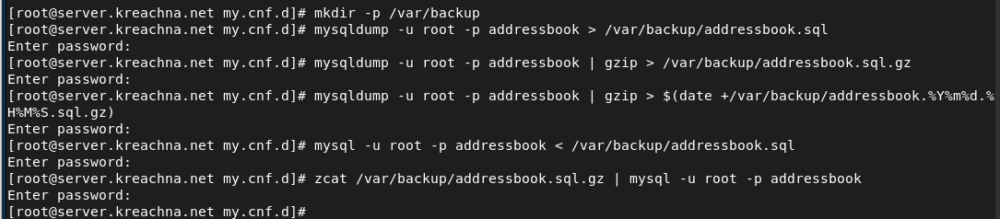 [root@server.kreachna.net my.cnf.d]# mkdir -p /var/backup
[root@server.kreachna.net my.cnf.d]# mysqldump -u root -p addressbook > /var/backup/addressbook.sql
Enter password:
[root@server.kreachna.net my.cnf.d]# mysqldump -u root -p addressbook | gzip > /var/backup/addressbook.sql.gz
Enter password:
[root@server.kreachna.net my.cnf.d]# mysqldump -u root -p addressbook | gzip > $(date +/var/backup/addressbook.%Y%m%d.%
H%M%S.sql.gz)
Enter password:
[root@server.kreachna.net my.cnf.d]# mysql -u root -p addressbook < /var/backup/addressbook.sql
Enter password:
[root@server.kreachna.net my.cnf.d]# zcat /var/backup/addressbook.sql.gz | mysql -u root -p addressbook
Enter password:
[root@server.kreachna.net my.cnf.d]#